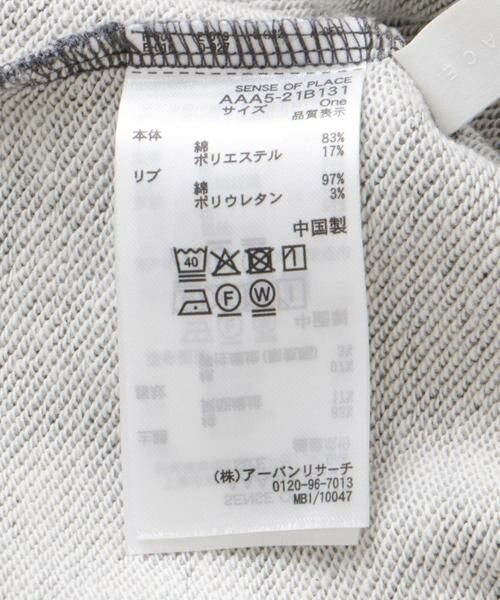 SENSE OF PLACE
AAA5-21B131
サイズ One
品質表示
本体 綿 83%
ポリエステル 17%
リブ 綿 97%
ポリウレタン 3%
中国製
40
F W
(株)アーバンリサーチ
0120-96-7013
MBI/10047